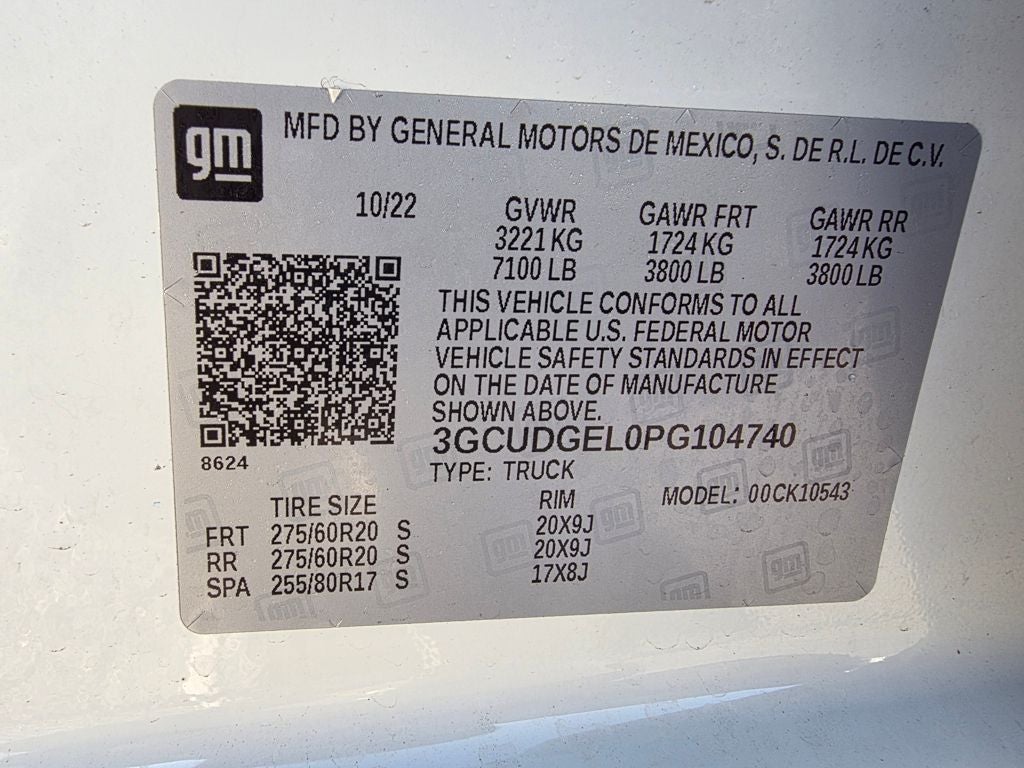 gm
MFD BY GENERAL MOTORS DE MEXICO, S. DE R.L. DE C.V.
10/22 GVWR GAWR FRT GAWR RR
3221 KG 1724 KG 1724 KG
7100 LB 3800 LB 3800 LB
THIS VEHICLE CONFORMS TO ALL
APPLICABLE U.S. FEDERAL MOTOR
VEHICLE SAFETY STANDARDS IN EFFECT
ON THE DATE OF MANUFACTURE
SHOWN ABOVE.
3GCUDGEL0PG104740
8624
TYPE: TRUCK
MODEL: 00CK10543
TIRE SIZE RIM
FRT 275/60R20 S 20X9J
RR 275/60R20 S 20X9J
SPA 255/80R17 S 17X8J